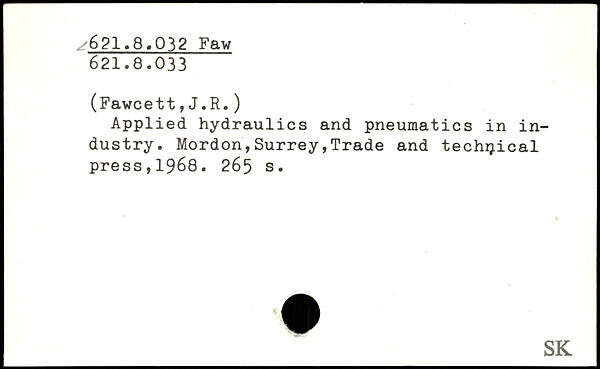 621.8.032 Faw
621.8.033
(Fawcett,J.R.)
Applied hydraulics and pneumatics in in-
dustry. Mordon,Surrey,Trade and technical
press,1968. 265 s.
SK